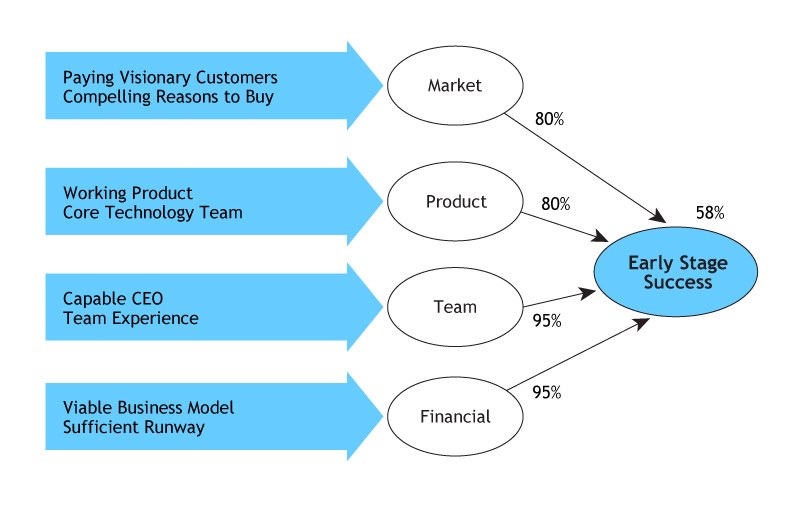 Paying Visionary Customers
Compelling Reasons to Buy
Market
80%
Working Product
Core Technology Team
Product
80%
58%
Early Stage
Success
Capable CEO
Team Experience
Team
95%
Viable Business Model
Sufficient Runway
Financial
95%